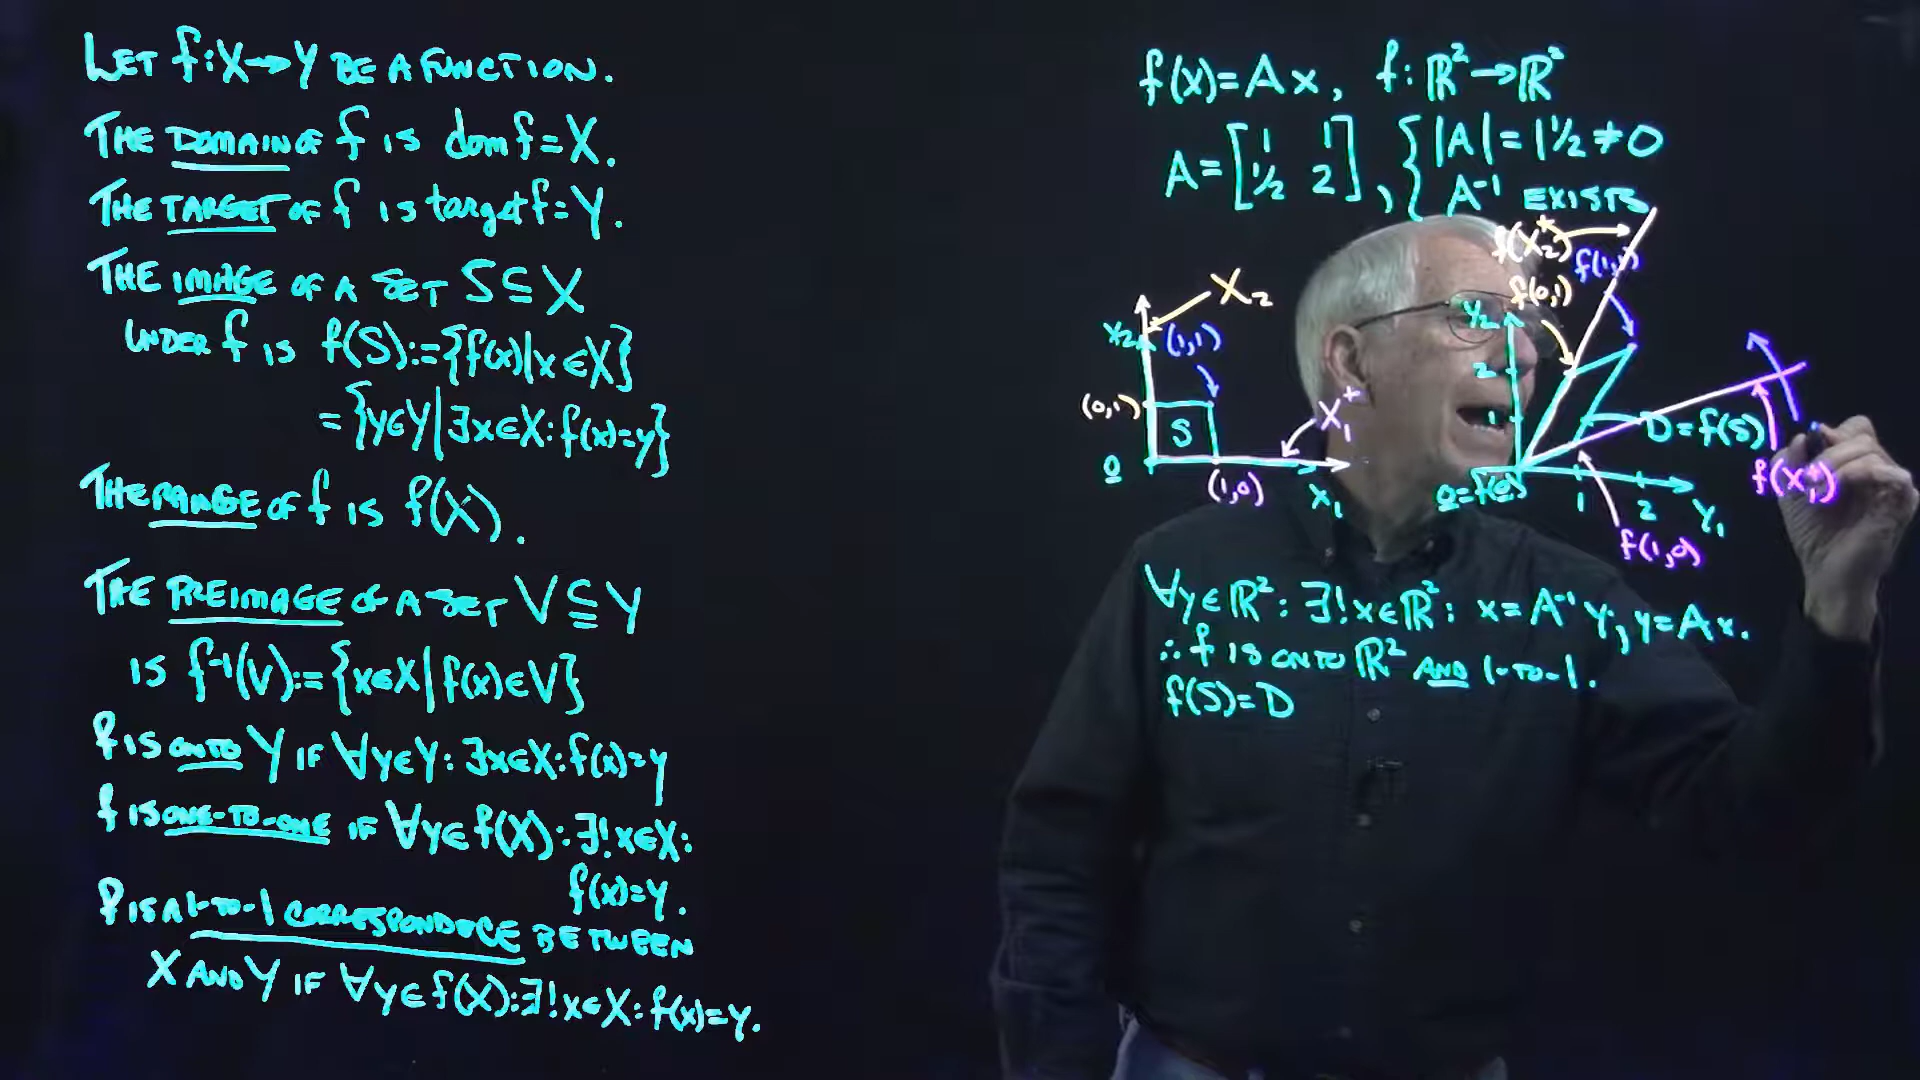 LET f:X→Y BE A FUNCTION.
THE DOMAIN OF f IS dom f = X.
THE TARGET OF f IS target f = Y.
THE IMAGE OF A SET S ⊆ X
UNDER f IS f(S):={f(x)|x∈X}
={y∈Y|∃x∈X:f(x)=y}
THE RANGE OF f IS f(X).
THE PREIMAGE OF A SET V ⊆ Y
IS f⁻¹(V):={x∈X|f(x)∈V}
f IS ONTO Y IF ∀y∈Y:∃x∈X:f(x)=y
f IS ONE-TO-ONE IF ∀y∈f(X):∃!x∈X:
f(x)=y.
f IS A 1-TO-1 CORRESPONDECE BETWEEN
X AND Y IF ∀y∈f(X):∃!x∈X:f(x)=y.
f(x)=Ax, f:ℝ²→ℝ²
A=[1 1
½ 2], {|A|=1½≠0
A⁻¹ EXISTS
X₂
x₂
(1,1)
(0,1)
S
X₁⁺
0
(1,0)
x₁
f(X₂⁺)
f(1,1)
f(0,1)
y₂
2
1
D=f(S)
f(X₁⁺)
0=f(0)
1
2
y₁
f(1,0)
∀y∈ℝ²:∃!x∈ℝ²: x=A⁻¹y, y=Ax.
∴ f IS ONTO ℝ² AND 1-TO-1.
f(S)=D